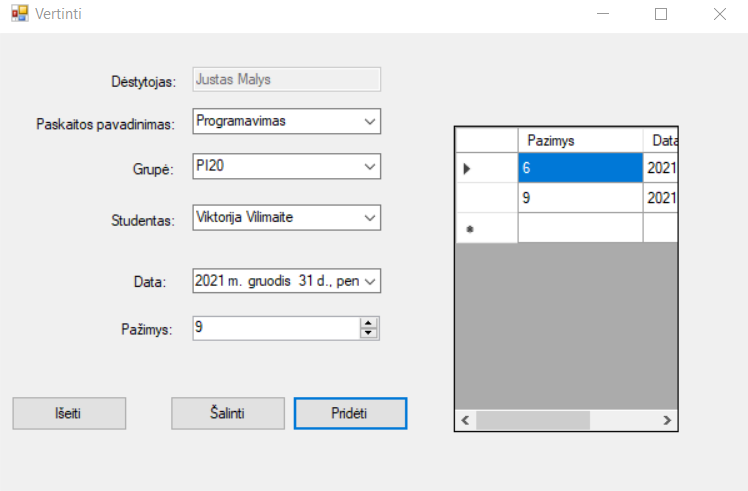 Vertinti
Dėstytojas: Justas Malys
Paskaitos pavadinimas: Programavimas
Grupė: PI20
Studentas: Viktorija Vilimaite
Data: 2021 m. gruodis 31 d., pen
Pažimys: 9
Išeiti Šalinti Pridėti
Pazimys Data
6 2021
9 2021